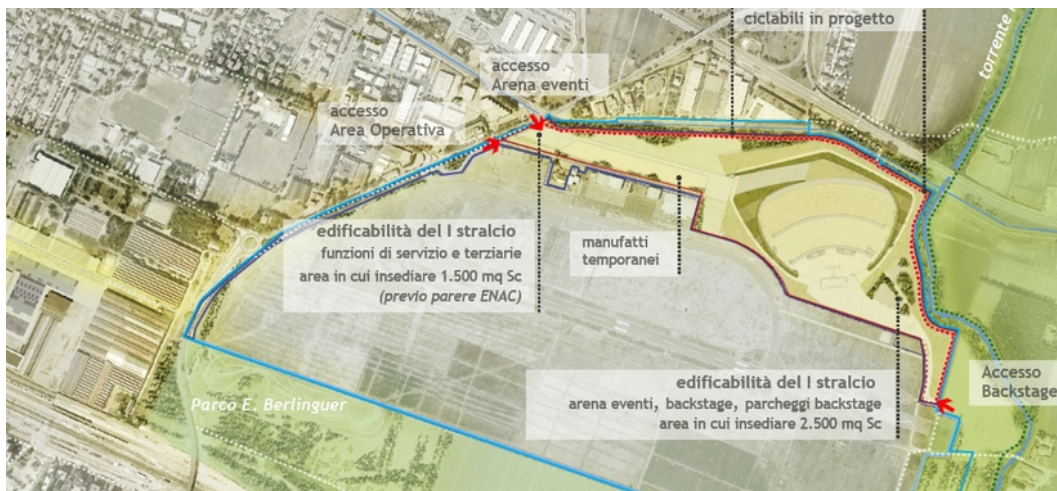 ciclabili in progetto
torrente
accesso
Arena eventi
accesso
Area Operativa
edificabilità del I stralcio
funzioni di servizio e terziarie
area in cui insediare 1.500 mq Sc
(previo parere ENAC)
manufatti
temporanei
edificabilità del I stralcio
arena eventi, backstage, parcheggi backstage
area in cui insediare 2.500 mq Sc
Accesso
Backstage
Parco E. Berlinguer